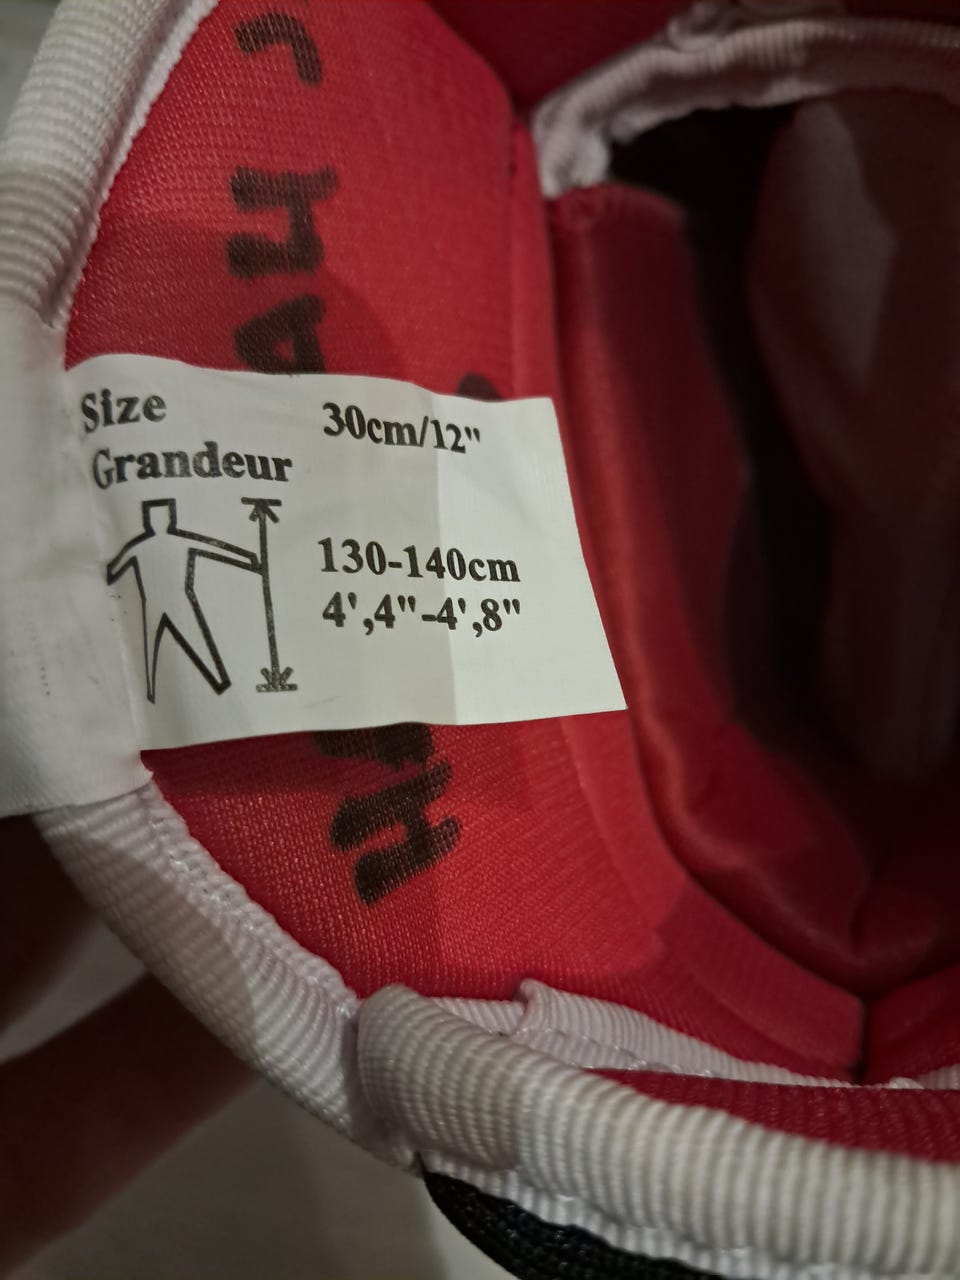 Size
Grandeur
30cm/12"
130-140cm
4',4"-4',8"